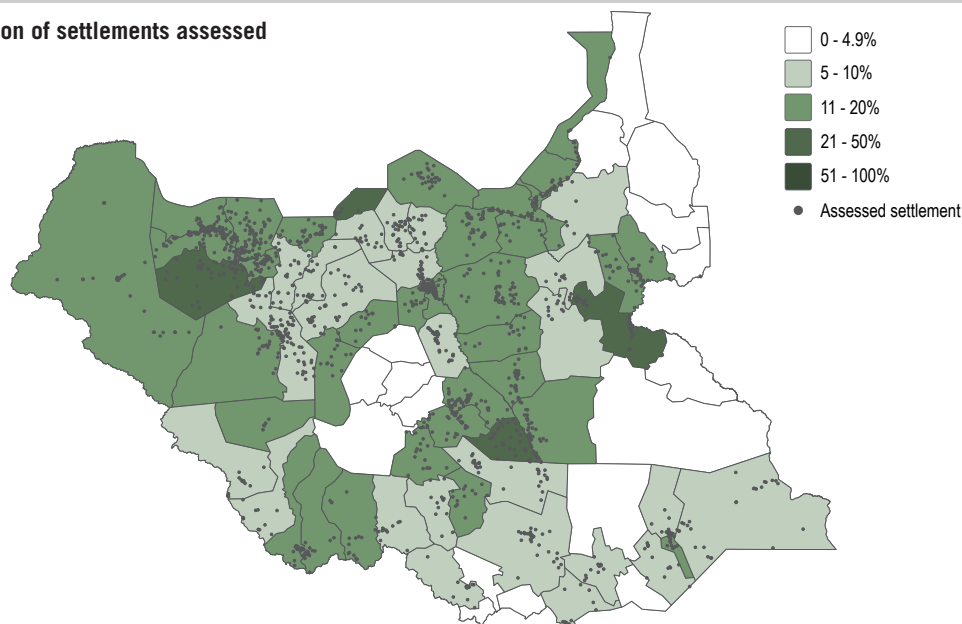 on of settlements assessed
0 - 4.9%
5 - 10%
11 - 20%
21 - 50%
51 - 100%
Assessed settlement